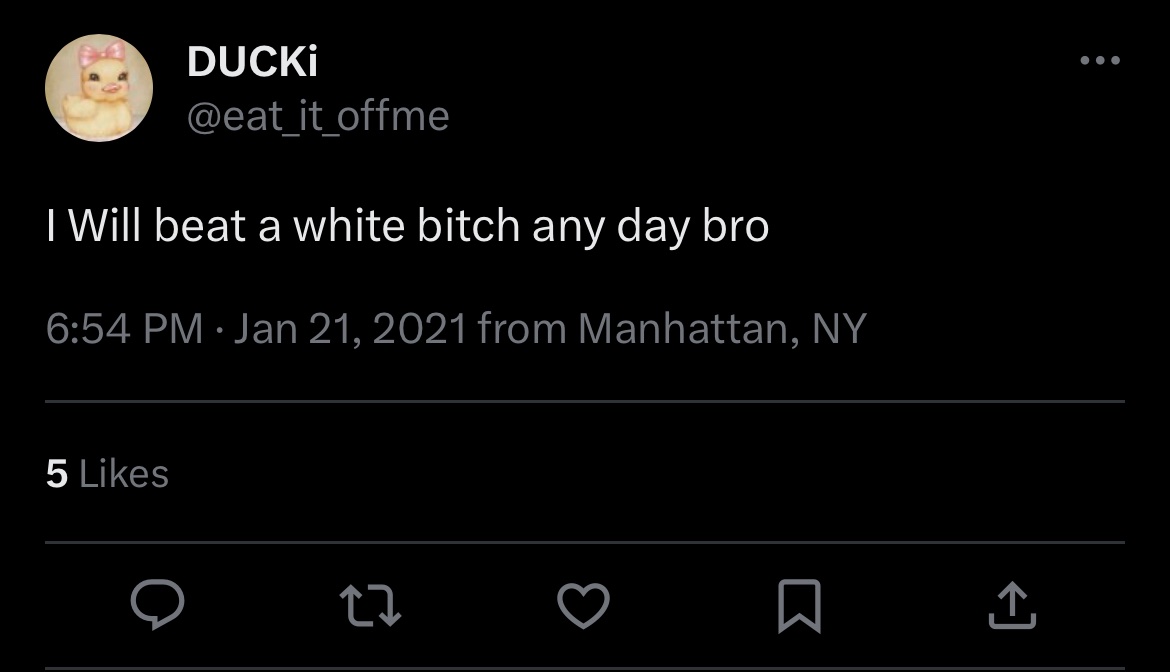 DUCKi
@eat_it_offme
I Will beat a white bitch any day bro
6:54 PM · Jan 21, 2021 from Manhattan, NY
5 Likes